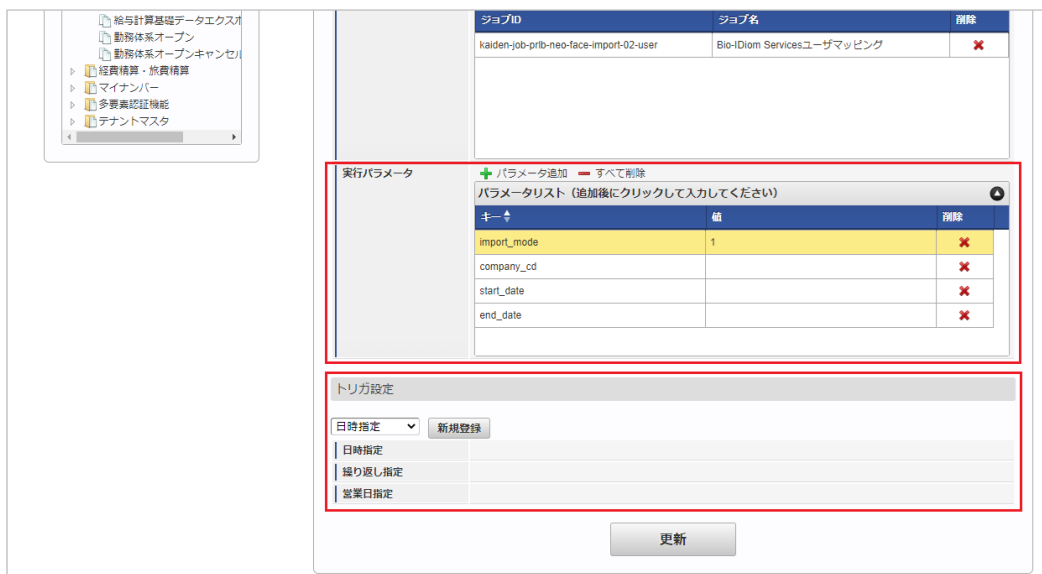 給与計算基礎データエクスポ
勤務体系オープン
勤務体系オープンキャンセル
経費精算・旅費精算
マイナンバー
多要素認証機能
テナントマスタ
ジョブID ジョブ名 削除
kaiden-job-prlb-neo-face-import-02-user Bio-IDiom Servicesユーザマッピング
実行パラメータ パラメータ追加 すべて削除
パラメータリスト（追加後にクリックして入力してください）
キー 値 削除
import_mode 1
company_cd
start_date
end_date
トリガ設定
日時指定 新規登録
日時指定
繰り返し指定
営業日指定
更新